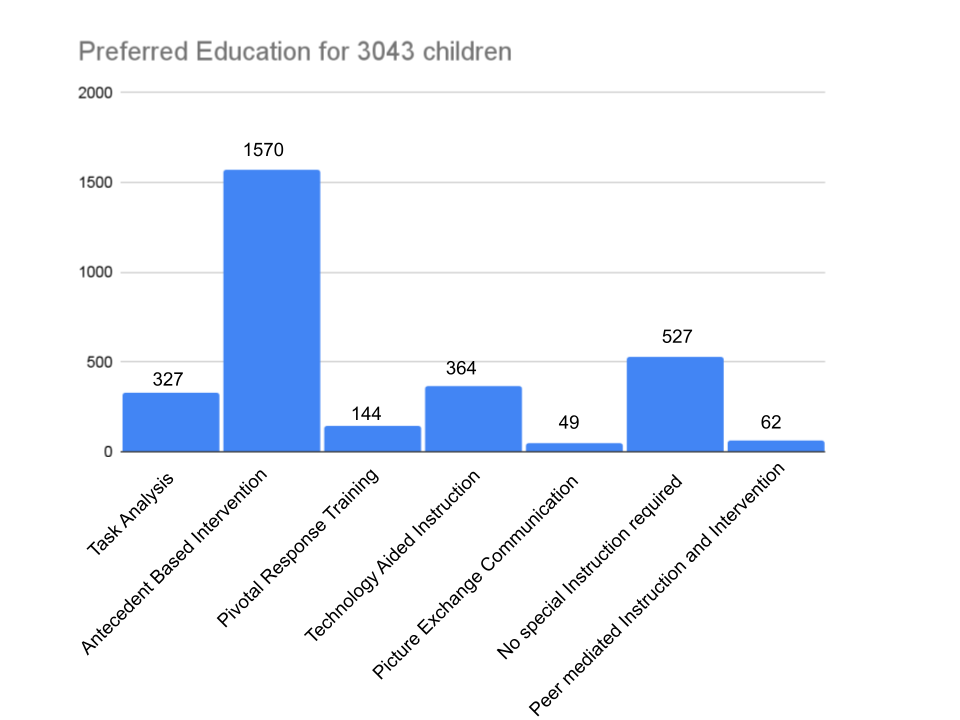 Preferred Education for 3043 children
2000
1500
1000
500
0
327
1570
144
364
49
527
62
Task Analysis
Antecedent Based Intervention
Pivotal Response Training
Technology Aided Instruction
Picture Exchange Communication
No special Instruction required
Peer mediated Instruction and Intervention